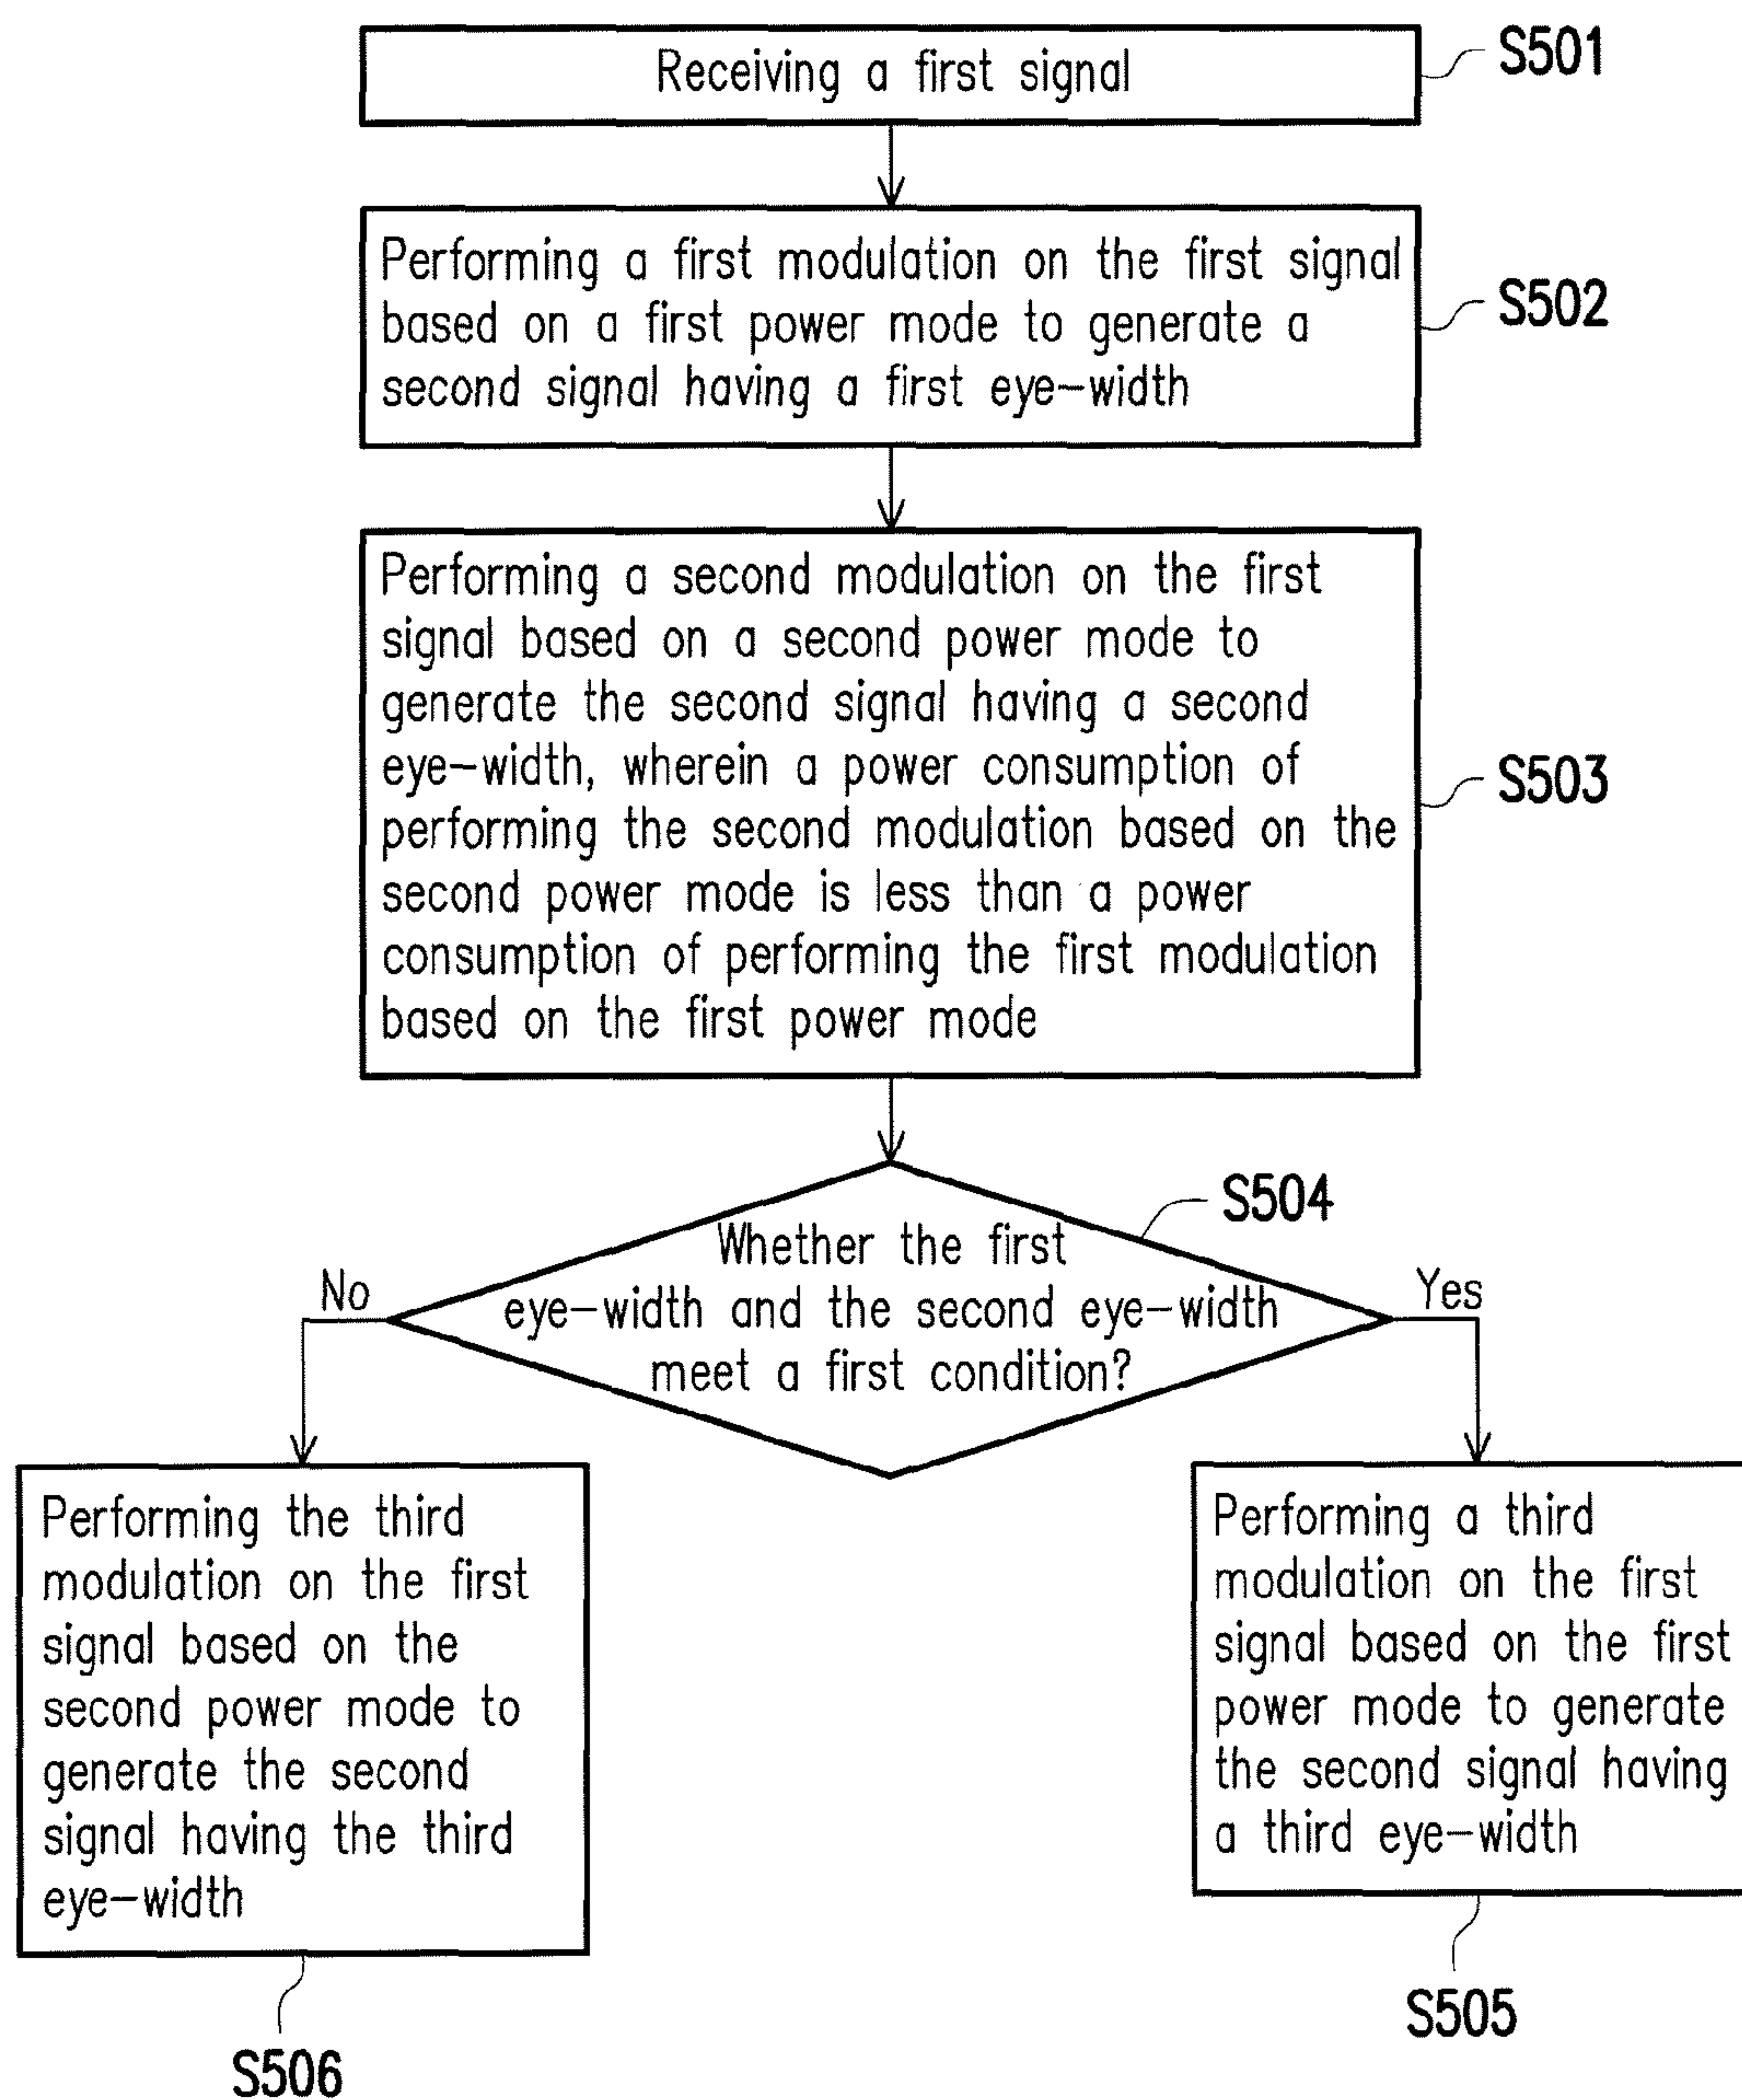 Receiving a first signal
S501
Performing a first modulation on the first signal
based on a first power mode to generate a
second signal having a first eye-width
S502
Performing a second modulation on the first
signal based on a second power mode to
generate the second signal having a second
eye-width, wherein a power consumption of
performing the second modulation based on the
second power mode is less than a power
consumption of performing the first modulation
based on the first power mode
S503
S504
Whether the first
eye-width and the second eye-width
meet a first condition?
No
Yes
Performing the third
modulation on the first
signal based on the
second power mode to
generate the second
signal having the third
eye-width
S506
Performing a third
modulation on the first
signal based on the first
power mode to generate
the second signal having
a third eye-width
S505